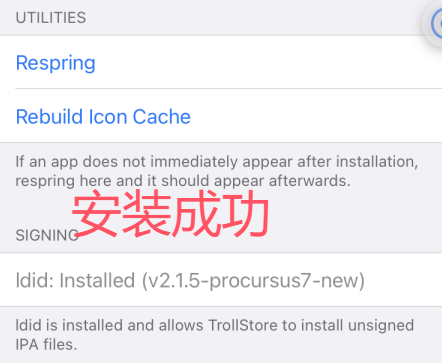 UTILITIES
Respring
Rebuild Icon Cache
If an app does not immediately appear after installation,
respring here and it should appear afterwards.
安装成功
SIGNING
ldid: Installed (v2.1.5-procursus7-new)
ldid is installed and allows TrollStore to install unsigned
IPA files.